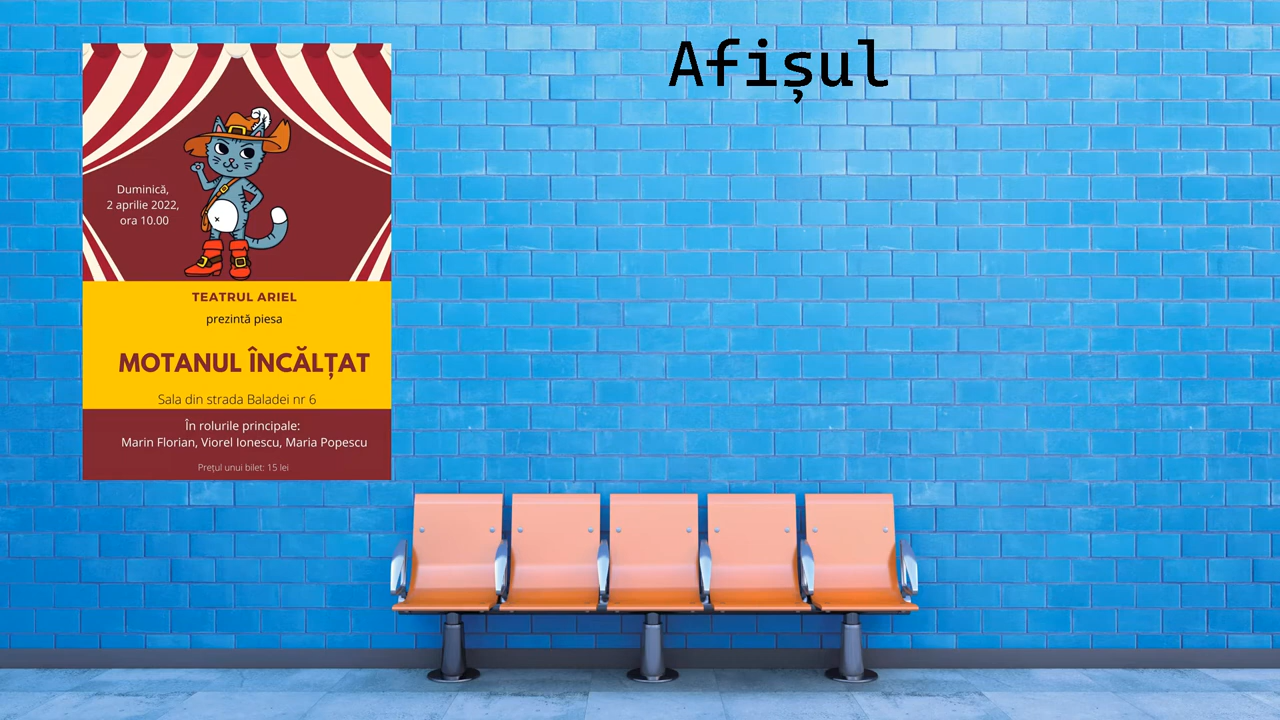 Afișul
Duminică,
2 aprilie 2022,
ora 10.00
TEATRUL ARIEL
prezintă piesa
MOTANUL ÎNCĂLȚAT
Sala din strada Baladei nr 6
În rolurile principale:
Marin Florian, Viorel Ionescu, Maria Popescu
Prețul unui bilet: 15 lei